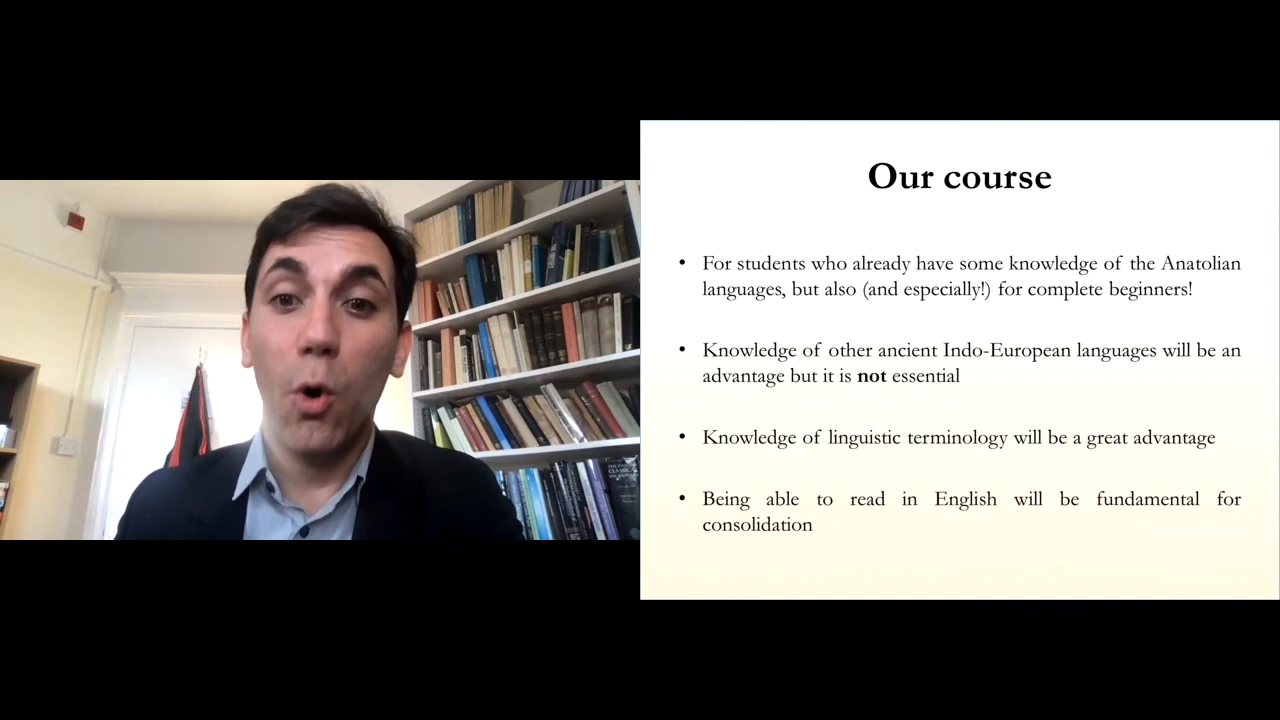 Our course
• For students who already have some knowledge of the Anatolian
languages, but also (and especially!) for complete beginners!
• Knowledge of other ancient Indo-European languages will be an
advantage but it is not essential
• Knowledge of linguistic terminology will be a great advantage
• Being able to read in English will be fundamental for
consolidation